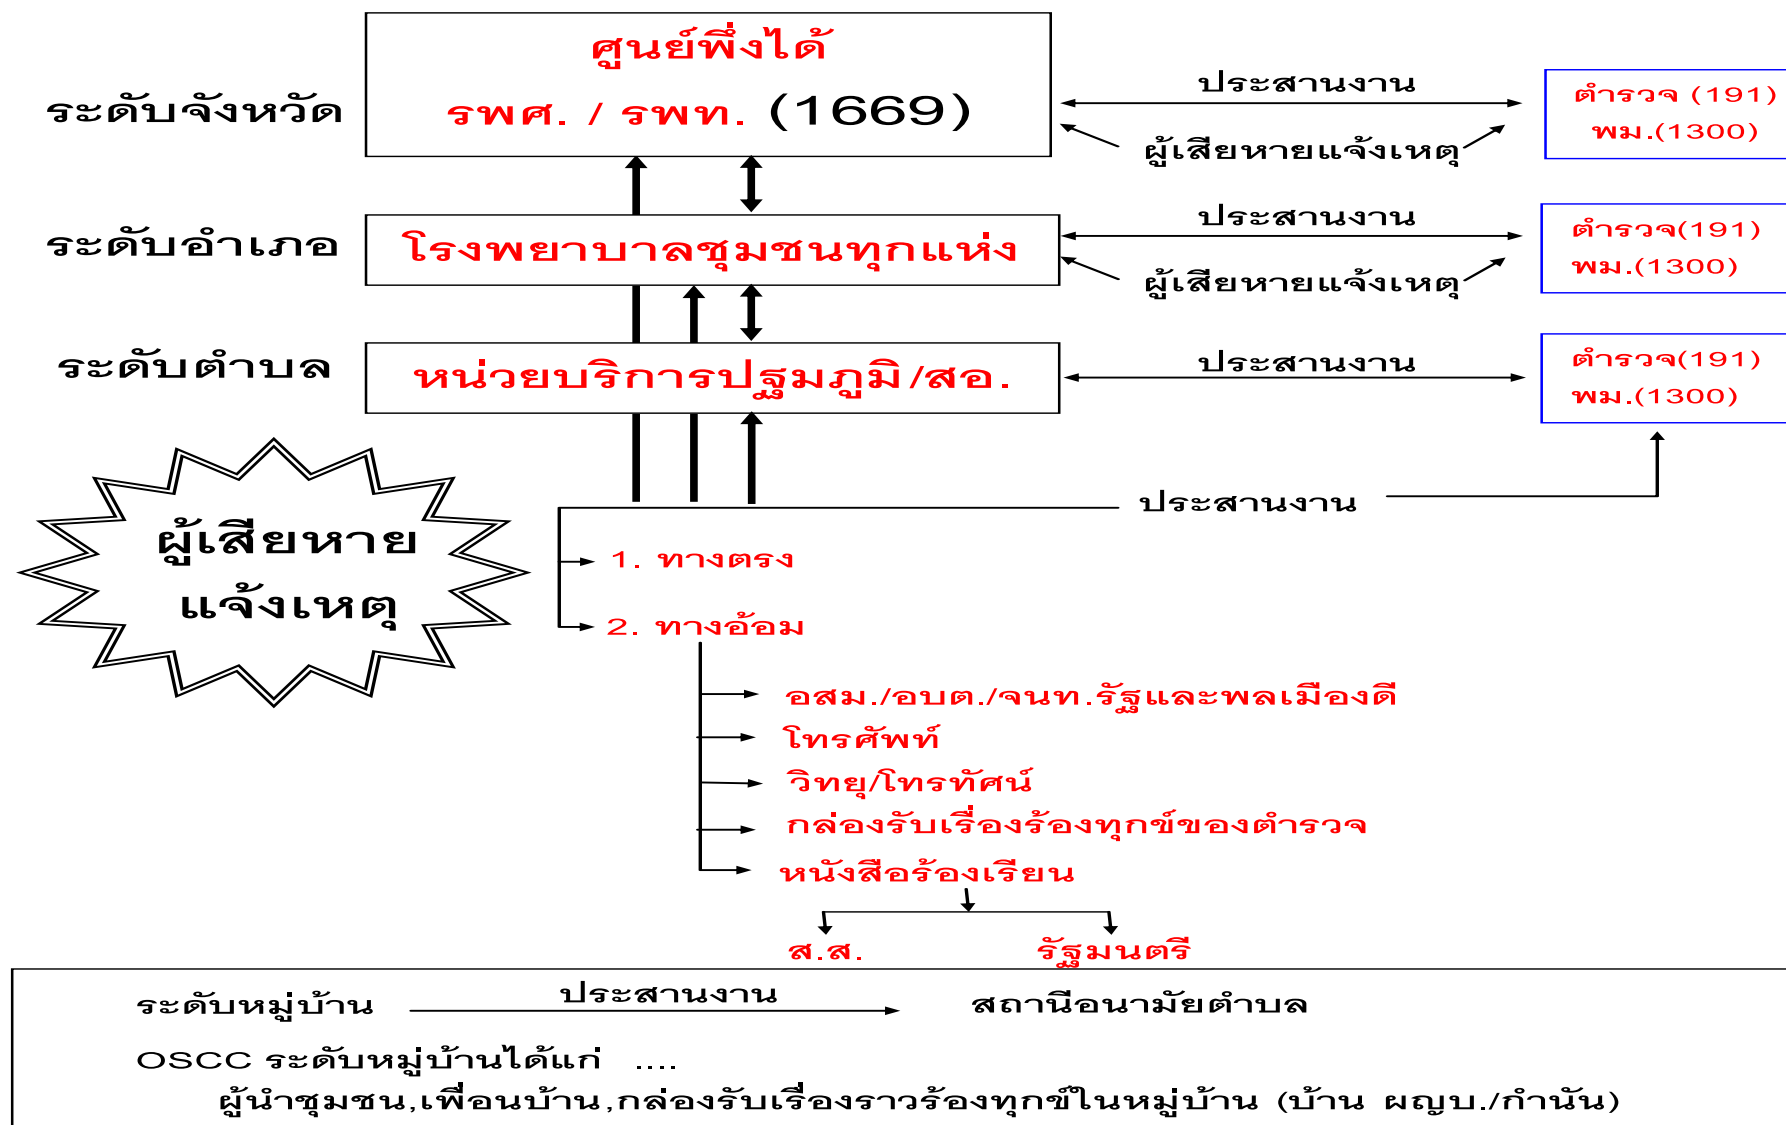 ศูนย์พึ่งได้
ระดับจังหวัด
รพศ. / รพท. (1669)
ประสานงาน
ผู้เสียหายแจ้งเหตุ
ตำรวจ (191)
พม.(1300)
ระดับอำเภอ
โรงพยาบาลชุมชนทุกแห่ง
ประสานงาน
ผู้เสียหายแจ้งเหตุ
ตำรวจ(191)
พม.(1300)
ระดับตำบล
หน่วยบริการปฐมภูมิ/สอ.
ประสานงาน
ตำรวจ(191)
พม.(1300)
ประสานงาน
ผู้เสียหาย
แจ้งเหตุ
1. ทางตรง
2. ทางอ้อม
อสม./อบต./จนท.รัฐและพลเมืองดี
โทรศัพท์
วิทยุ/โทรทัศน์
กล่องรับเรื่องร้องทุกข์ของตำรวจ
หนังสือร้องเรียน
ส.ส.
รัฐมนตรี
ระดับหมู่บ้าน
ประสานงาน
สถานีอนามัยตำบล
OSCC ระดับหมู่บ้านได้แก่ ....
ผู้นำชุมชน,เพื่อนบ้าน,กล่องรับเรื่องราวร้องทุกข์ในหมู่บ้าน (บ้าน ผญบ./กำนัน)